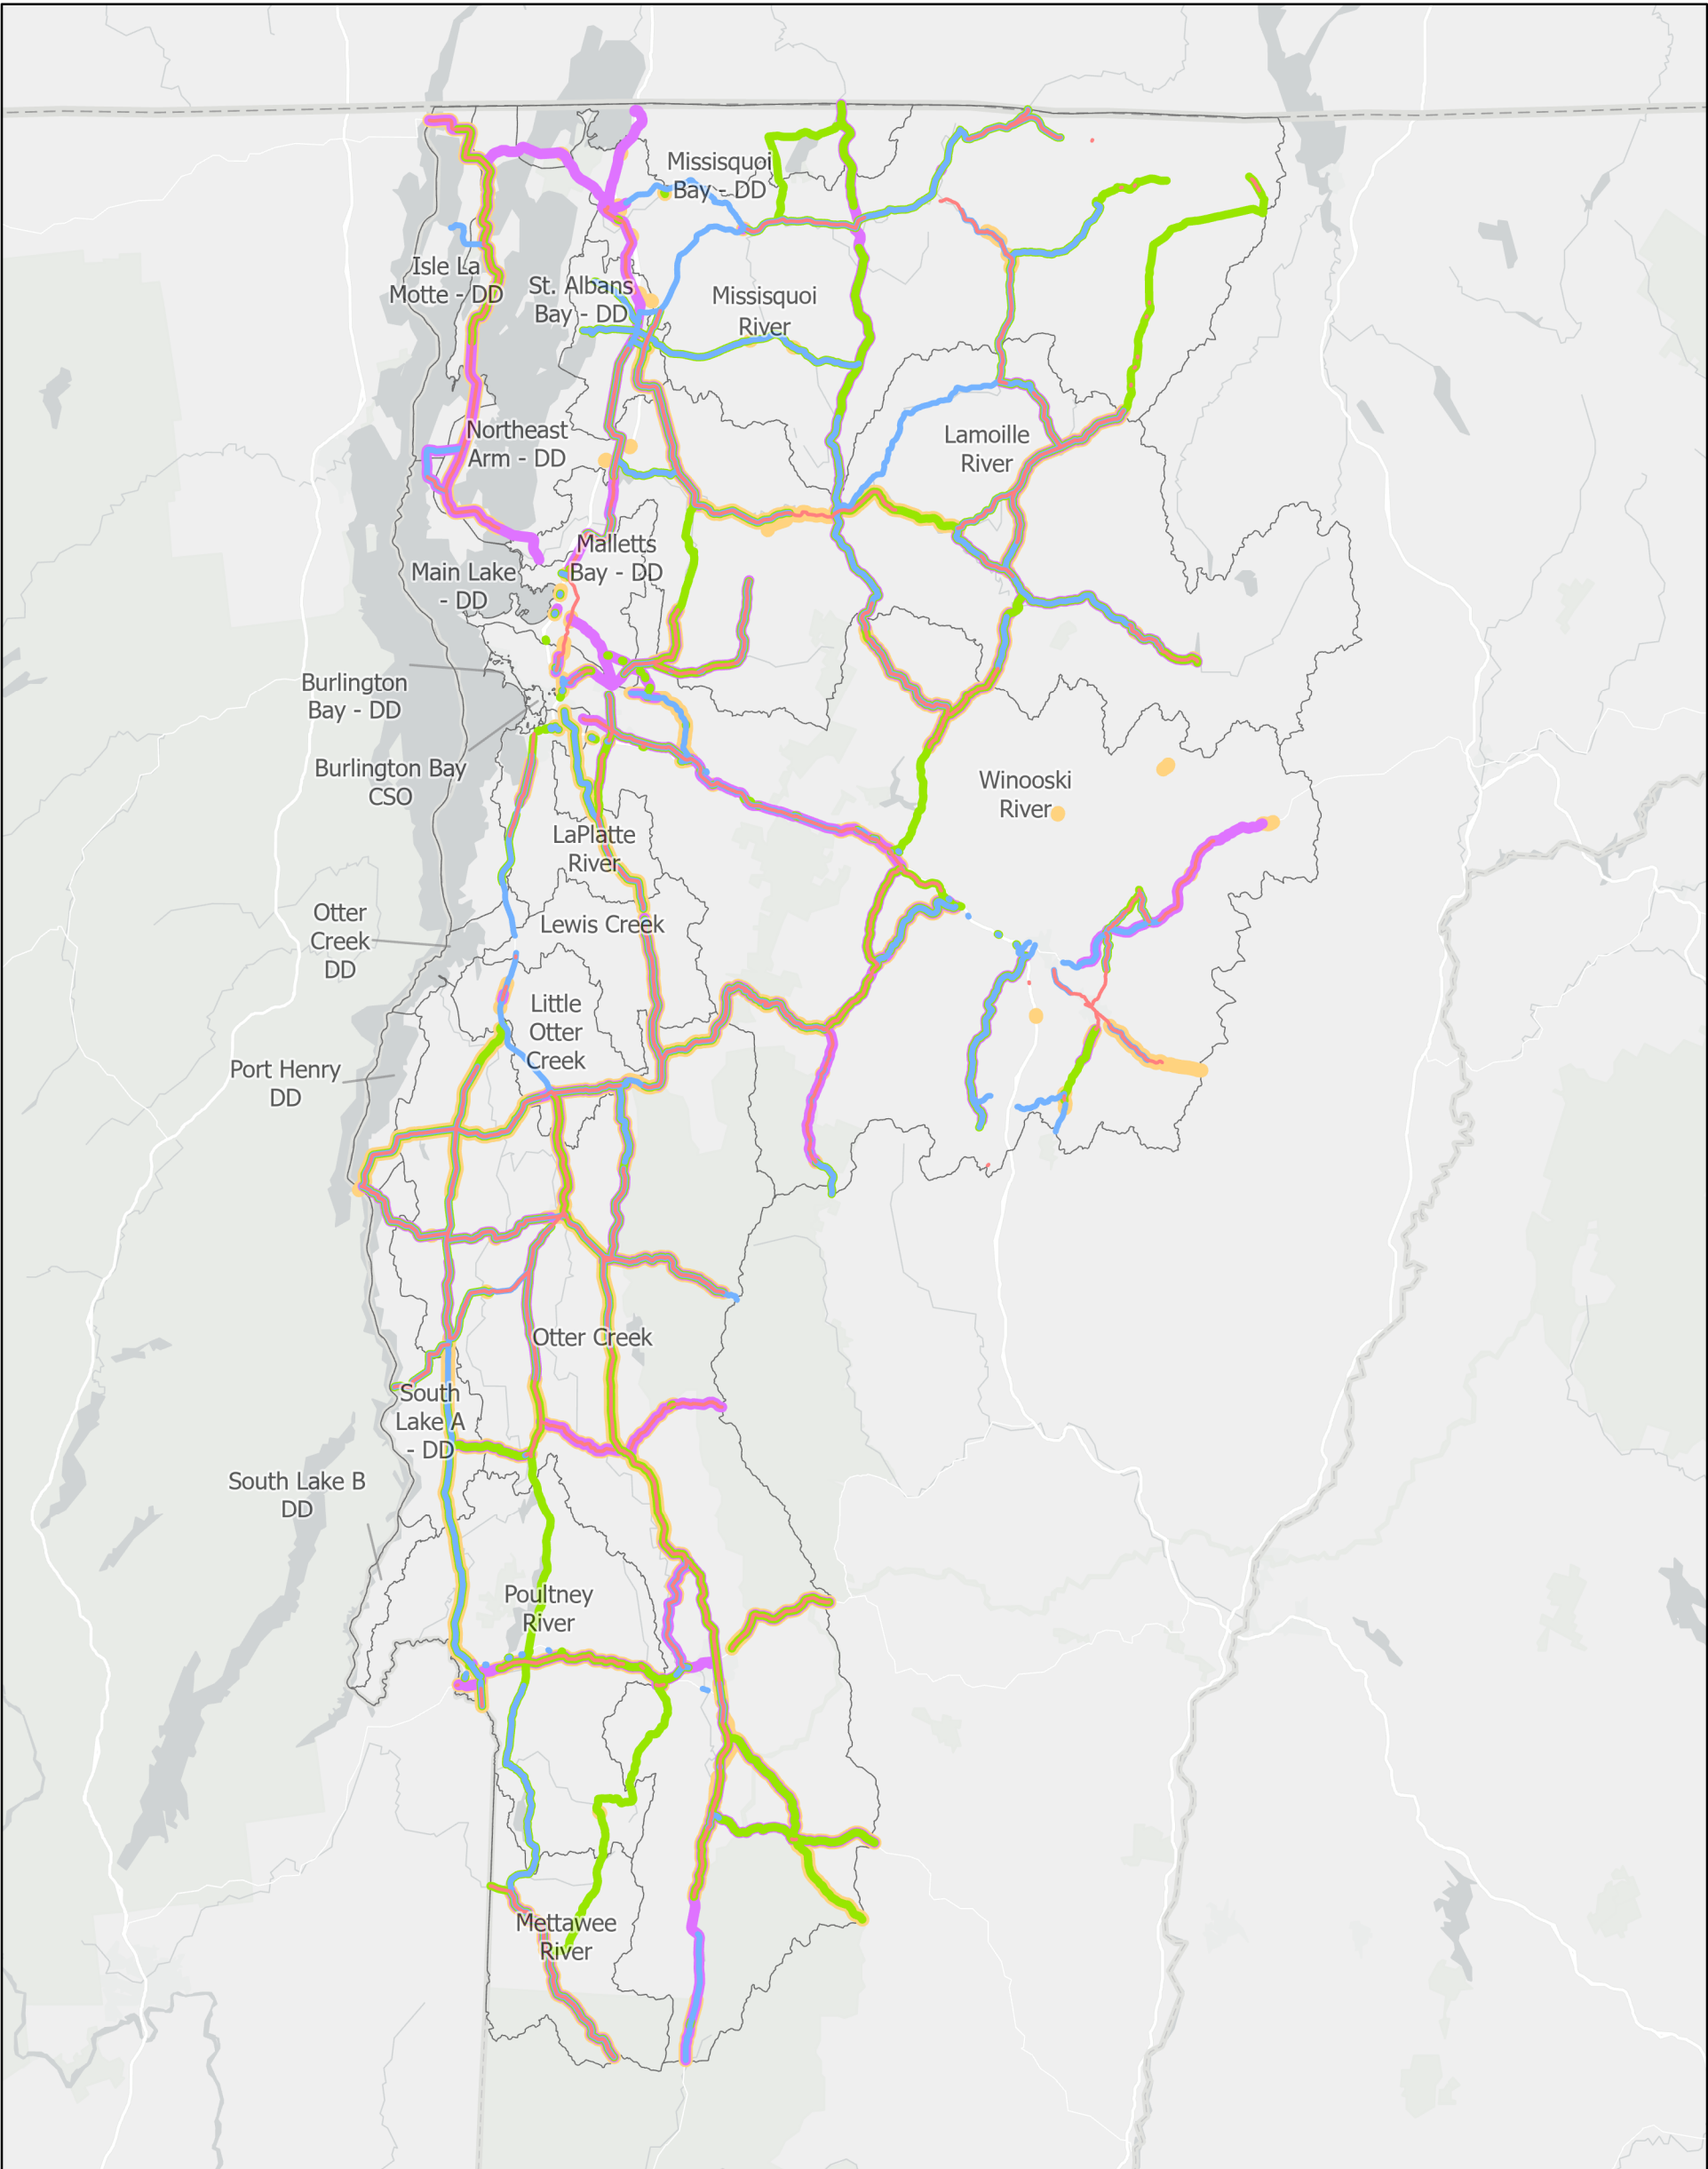 Missisquoi
Bay - DD
Isle La
Motte - DD
St. Albans
Bay - DD
Missisquoi
River
Northeast
Arm - DD
Lamoille
River
Malletts
Bay - DD
Main Lake
- DD
Burlington
Bay - DD
Burlington Bay
CSO
Winooski
River
LaPlatte
River
Otter
Creek
DD
Lewis Creek
Little
Otter
Creek
Port Henry
DD
Otter Creek
South
Lake A
- DD
South Lake B
DD
Poultney
River
Mettawee
River